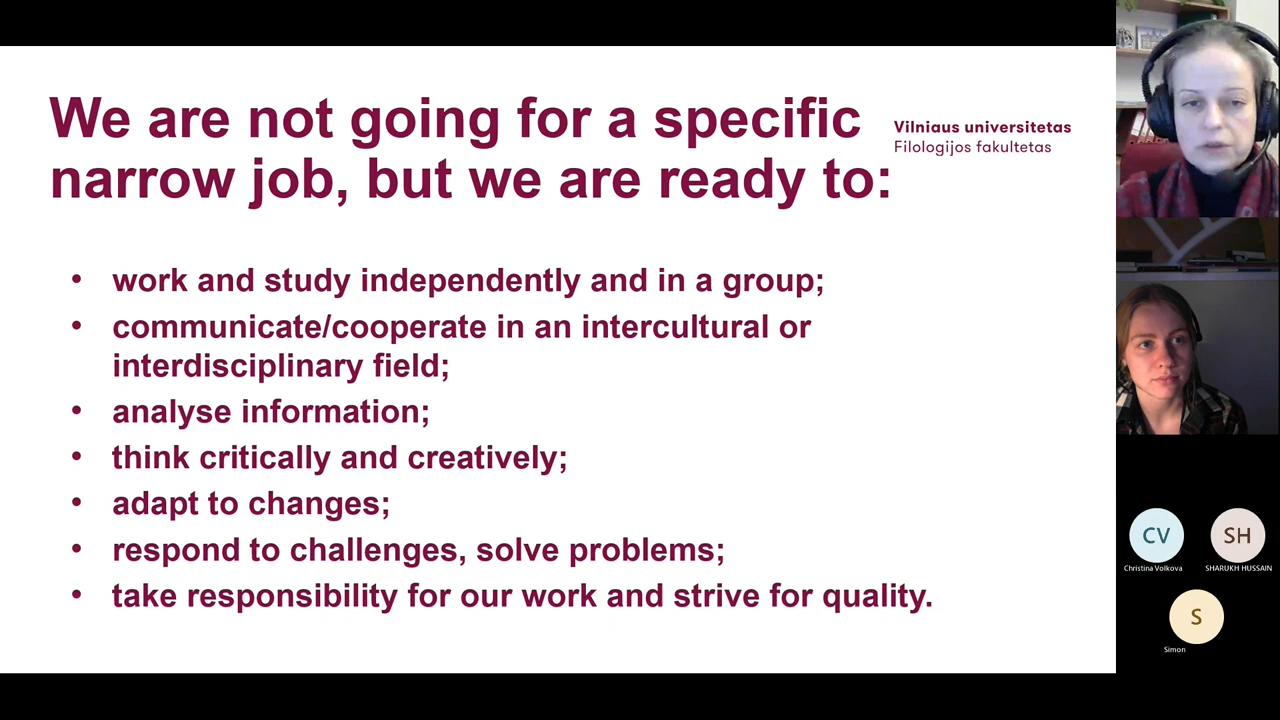 We are not going for a specific
narrow job, but we are ready to:
Vilniaus universitetas
Filologijos fakultetas
• work and study independently and in a group;
• communicate/cooperate in an intercultural or
interdisciplinary field;
• analyse information;
• think critically and creatively;
• adapt to changes;
• respond to challenges, solve problems;
• take responsibility for our work and strive for quality.
CV
SH
Christina Volkova
SHARUKH HUSSAIN
S
Simon